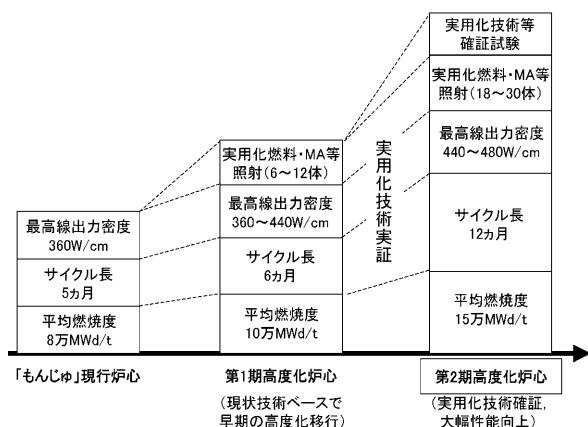 最高線出力密度
360W/cm
サイクル長
5ヵ月
平均燃焼度
8万MWd/t
「もんじゅ」現行炉心
実用化燃料・MA等
照射(6～12体)
最高線出力密度
360～440W/cm
サイクル長
6ヵ月
平均燃焼度
10万MWd/t
第1期高度化炉心
(現状技術ベースで
早期の高度化移行)
実用化技術実証
実用化技術等
確証試験
実用化燃料・MA等
照射(18～30体)
最高線出力密度
440～480W/cm
サイクル長
12ヵ月
平均燃焼度
15万MWd/t
第2期高度化炉心
(実用化技術確証,
大幅性能向上)